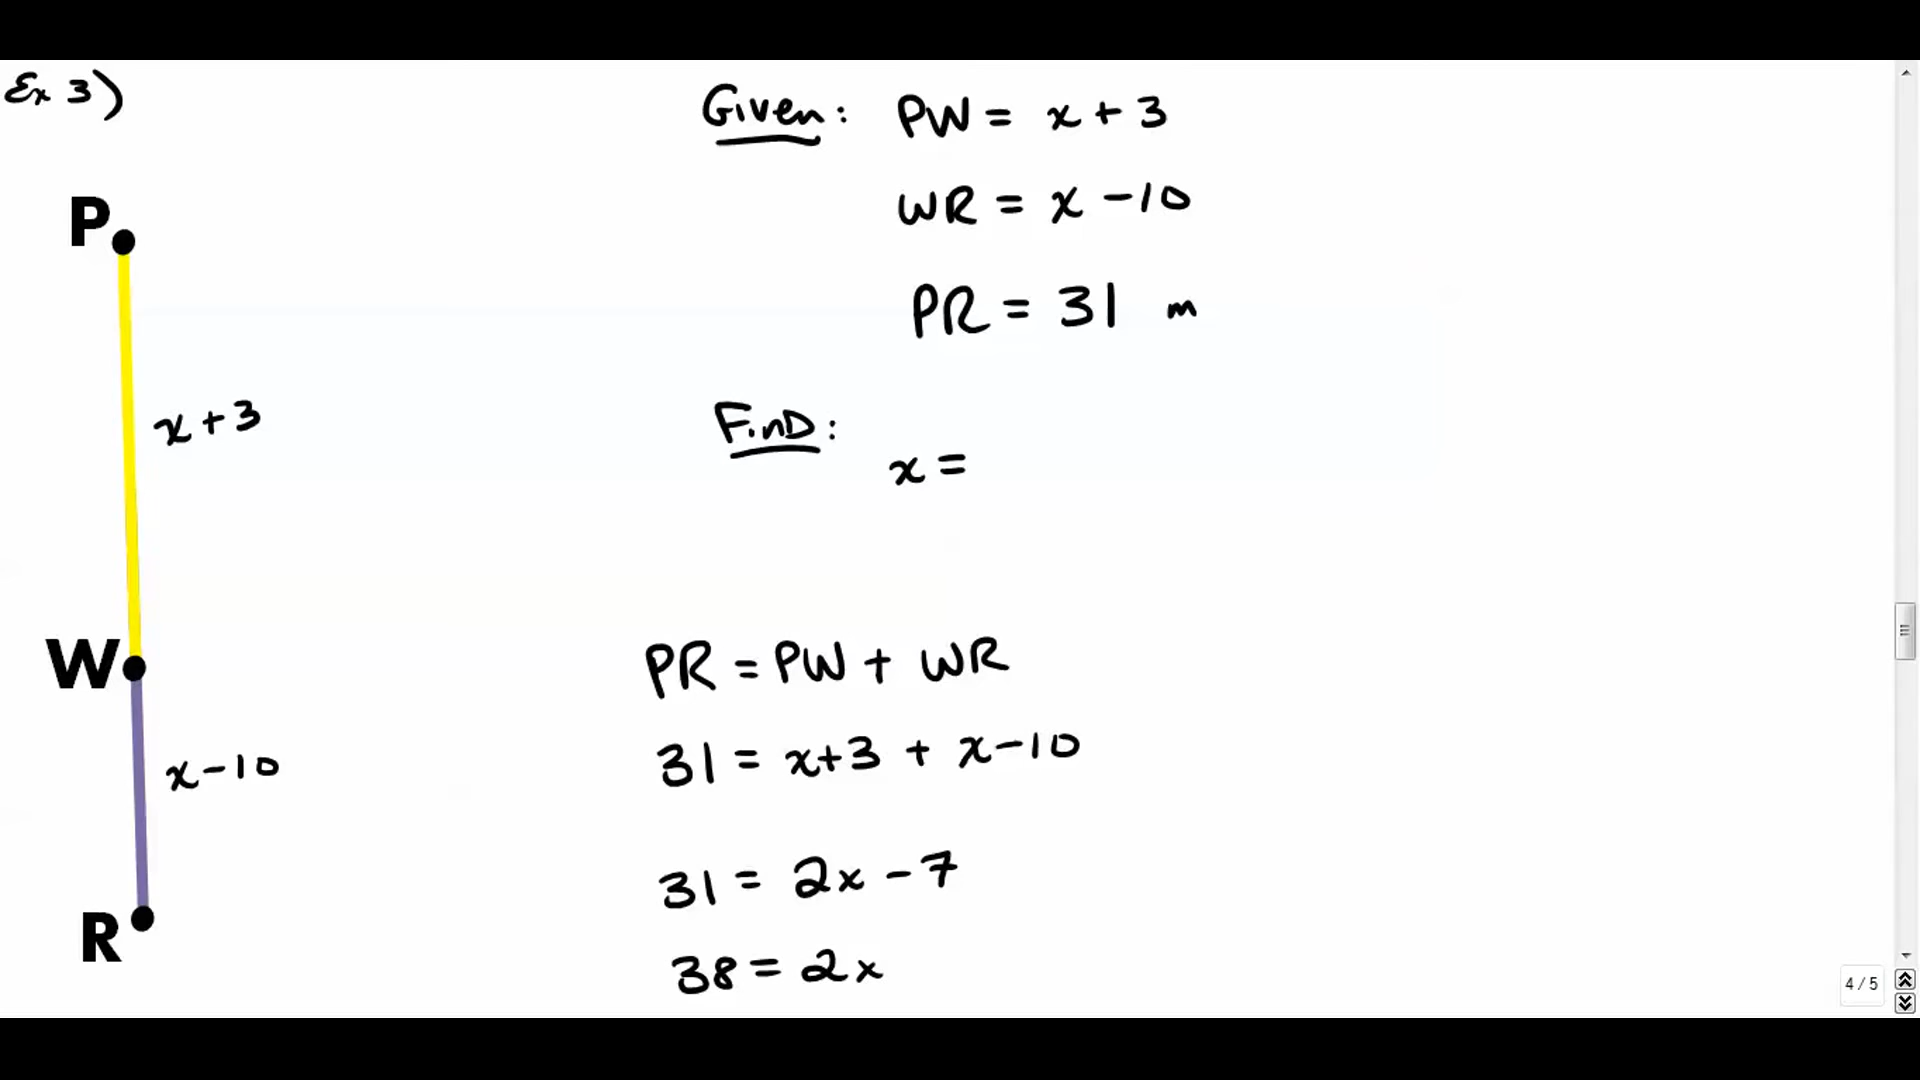 Ex 3)
Given: PW = x + 3
WR = x - 10
PR = 31 m
P
x + 3
Find:
x =
W
x - 10
R
PR = PW + WR
31 = x+3 + x-10
31 = 2x - 7
38 = 2x
4 / 5